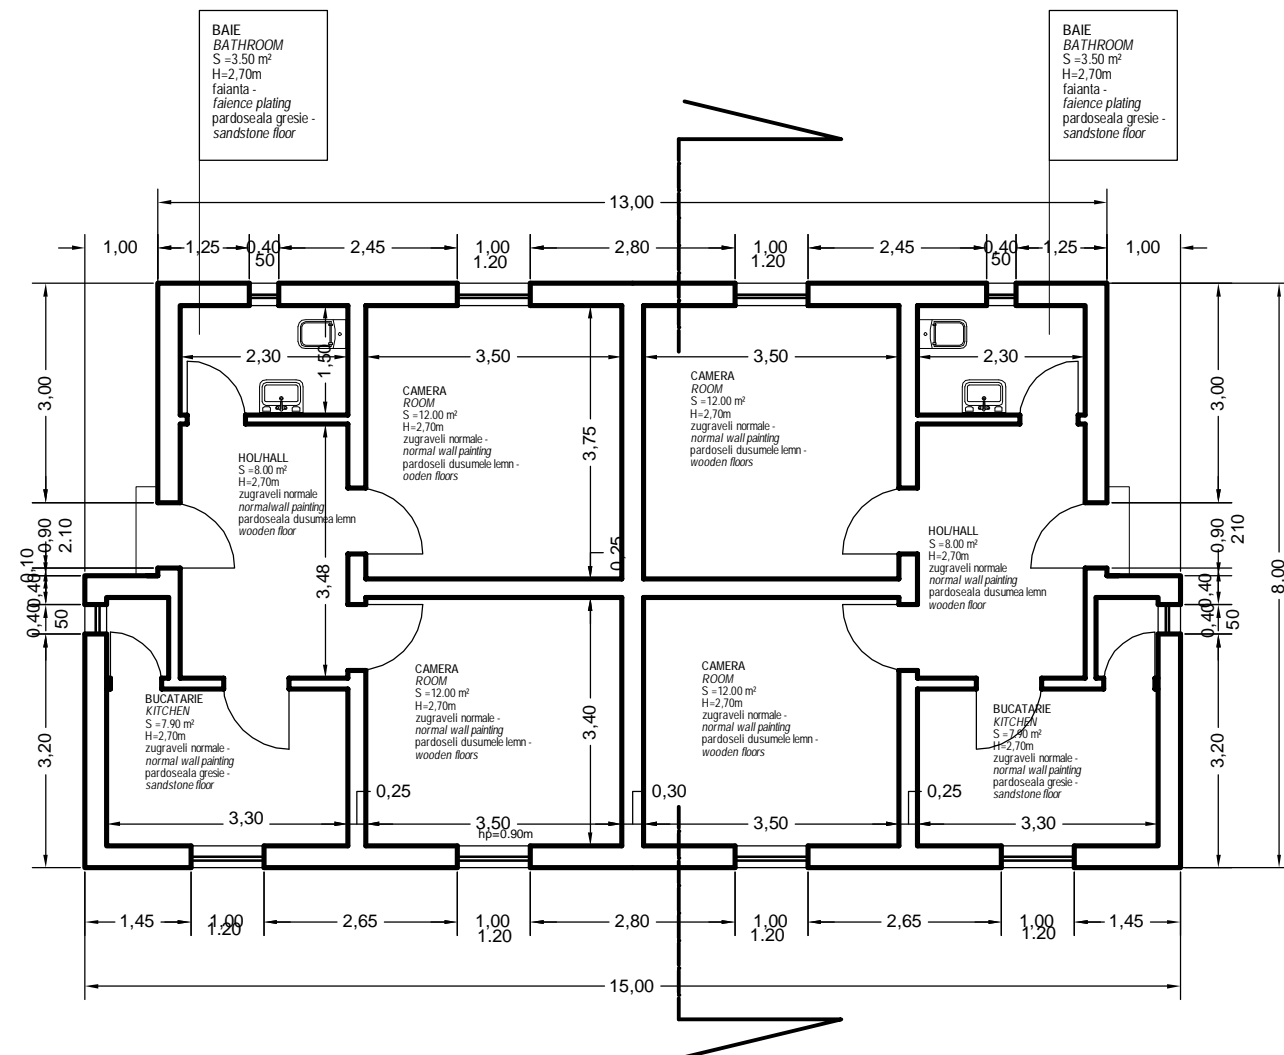 BAIE
BATHROOM
S =3.50 m²
H=2,70m
faianta -
faience plating
pardoseala gresie -
sandstone floor
BAIE
BATHROOM
S =3.50 m²
H=2,70m
faianta -
faience plating
pardoseala gresie -
sandstone floor
13,00
1,00
1,25
0,40
50
2,45
1,00
1.20
2,80
1,00
1.20
2,45
0,40
50
1,25
1,00
2,30
1,50
3,50
3,50
2,30
3,00
3,00
CAMERA
ROOM
S =12.00 m²
H=2,70m
zugraveli normale -
normal wall painting
pardoseli dusumele lemn -
ooden floors
CAMERA
ROOM
S =12.00 m²
H=2,70m
zugraveli normale -
normal wall painting
pardoseli dusumele lemn -
wooden floors
3,75
HOL/HALL
S =8.00 m²
H=2,70m
zugraveli normale
normalwall painting
pardoseala dusumea lemn
wooden floor
HOL/HALL
S =8.00 m²
H=2,70m
zugraveli normale
normal wall painting
pardoseala dusumea lemn
wooden floor
0,90
2.10
0,10
0,40
0,40
50
0,25
3,48
0,90
210
0,40
0,40
50
8.00
CAMERA
ROOM
S =12.00 m²
H=2,70m
zugraveli normale -
normal wall painting
pardoseli dusumele lemn -
wooden floors
CAMERA
ROOM
S =12.00 m²
H=2,70m
zugraveli normale -
normal wall painting
pardoseli dusumele lemn -
wooden floors
3,40
BUCATARIE
KITCHEN
S =7.90 m²
H=2,70m
zugraveli normale -
normal wall painting
pardoseala gresie -
sandstone floor
BUCATARIE
KITCHEN
S =7.90 m²
H=2,70m
zugraveli normale -
normal wall painting
pardoseala gresie -
sandstone floor
3,20
3,20
0,25
0,30
0,25
3,30
3,50
hp=0.90m
3,50
3,30
1,45
1,00
1.20
2,65
1,00
1.20
2,80
1,00
1.20
2,65
1,00
1.20
1,45
15,00